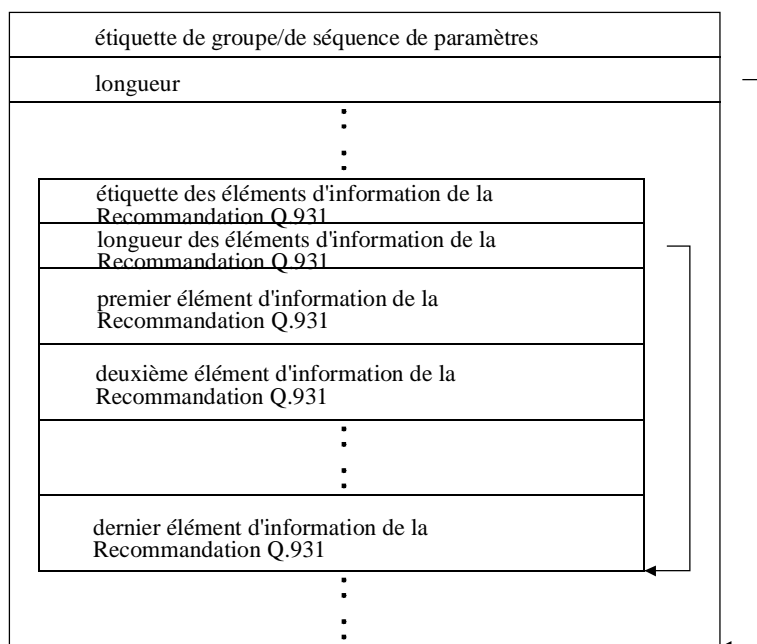 étiquette de groupe/de séquence de paramètres
longueur
étiquette des éléments d'information de la
Recommandation Q.931
longueur des éléments d'information de la
Recommandation Q.931
premier élément d'information de la
Recommandation Q.931
deuxième élément d'information de la
Recommandation Q.931
dernier élément d'information de la
Recommandation Q.931